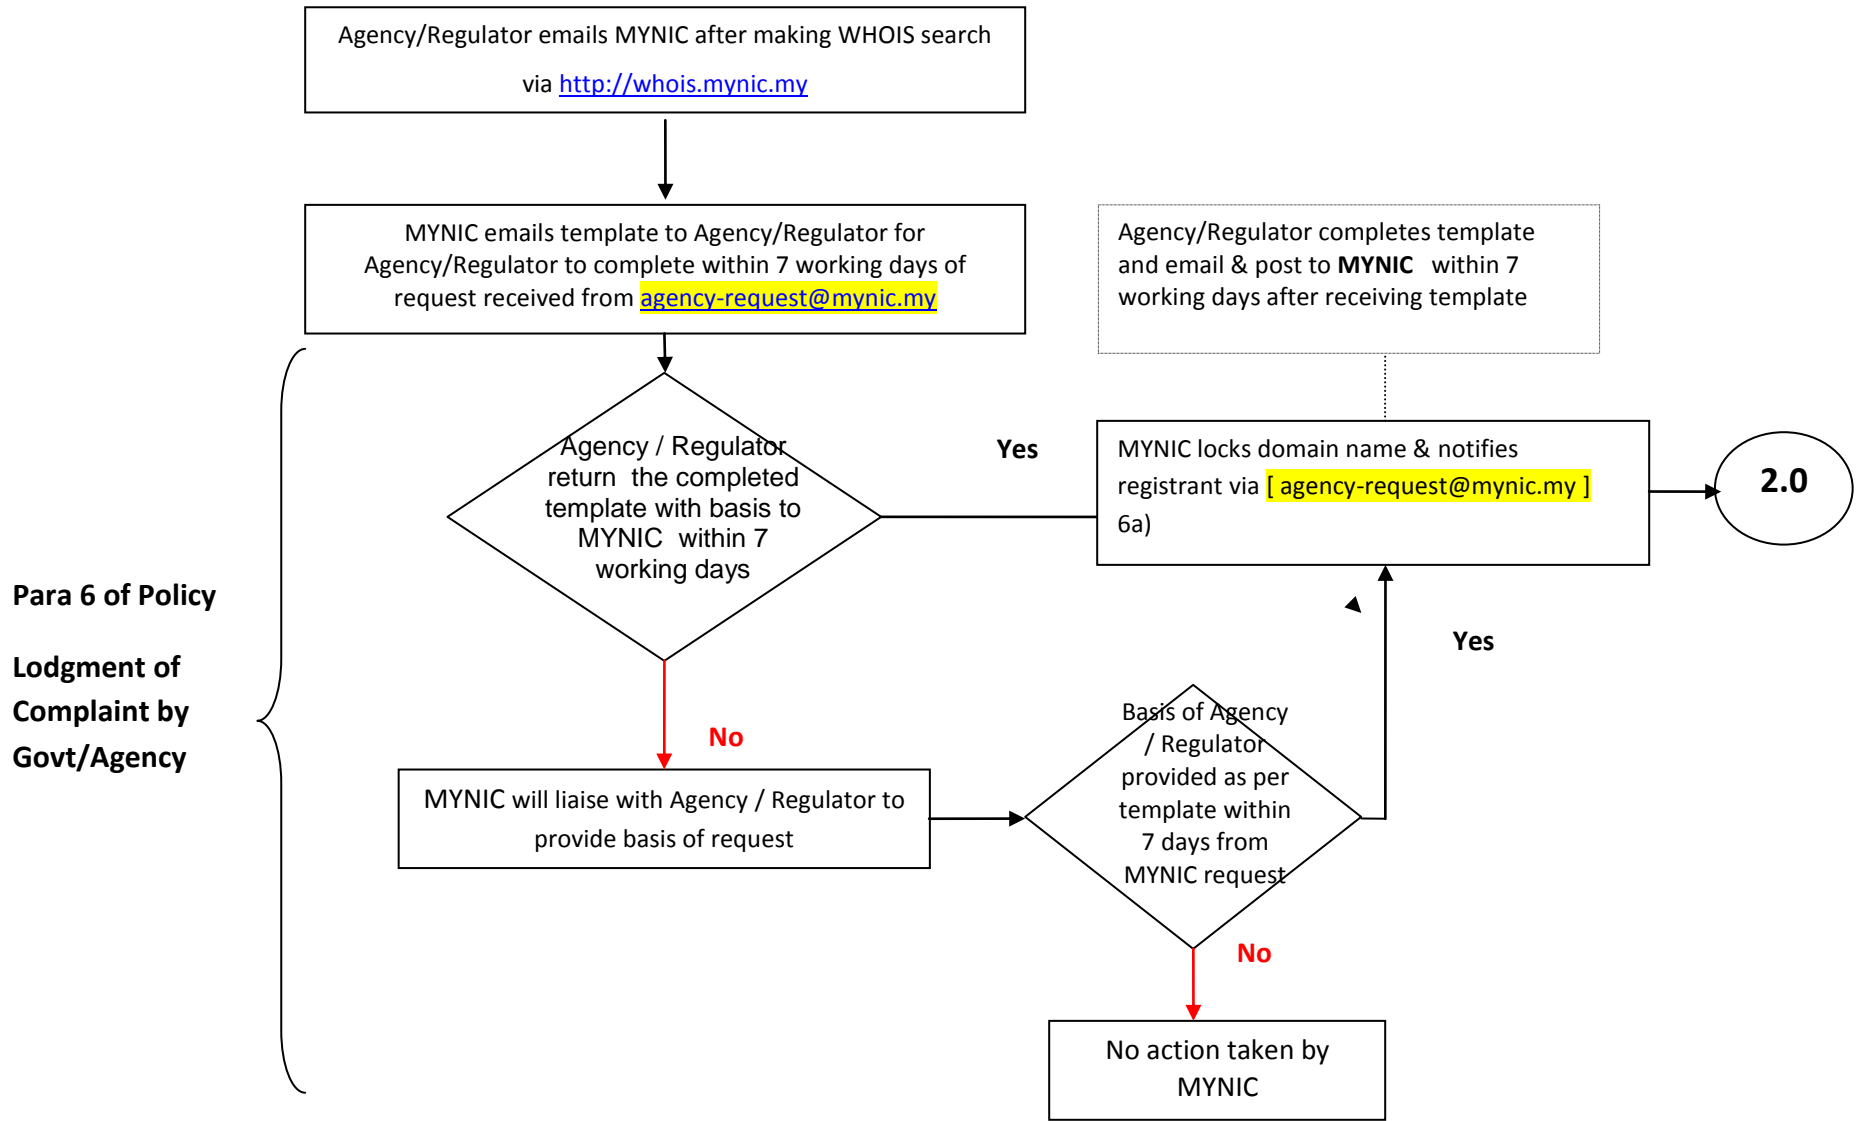 Agency/Regulator emails MYNIC after making WHOIS search
via http://whois.mynic.my
MYNIC emails template to Agency/Regulator for
Agency/Regulator to complete within 7 working days of
request received from agency-request@mynic.my
Agency/Regulator completes template
and email & post to MYNIC within 7
working days after receiving template
Agency / Regulator
return the completed
template with basis to
MYNIC within 7
working days
Yes
MYNIC locks domain name & notifies
registrant via [ agency-request@mynic.my ]
6a)
2.0
Para 6 of Policy
Lodgment of
Complaint by
Govt/Agency
Yes
No
MYNIC will liaise with Agency / Regulator to
provide basis of request
Basis of Agency
/ Regulator
provided as per
template within
7 days from
MYNIC request
No
No action taken by
MYNIC